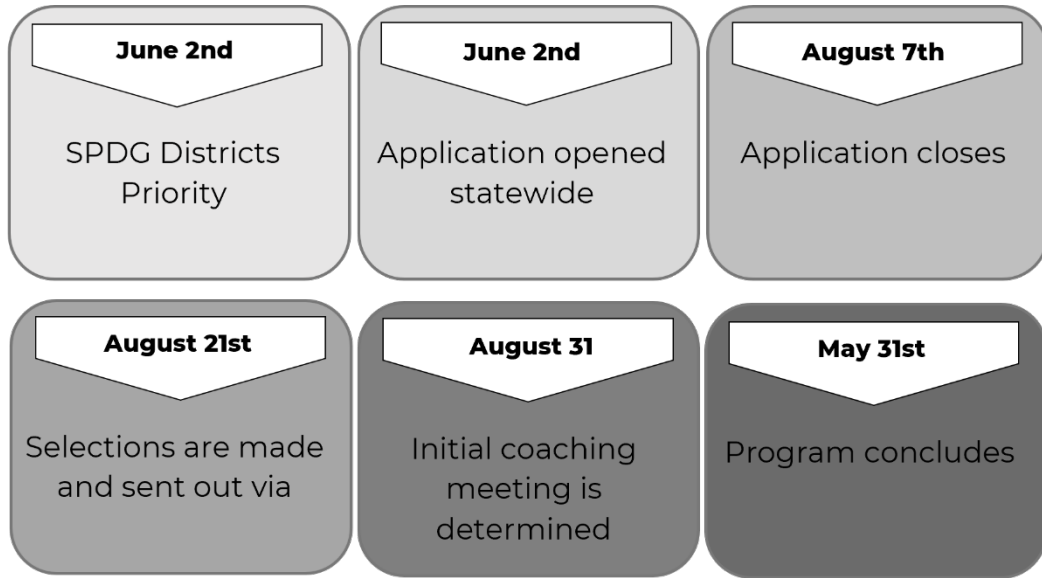 June 2nd
SPDG Districts
Priority
June 2nd
Application opened
statewide
August 7th
Application closes
August 21st
Selections are made
and sent out via
August 31
Initial coaching
meeting is
determined
May 31st
Program concludes